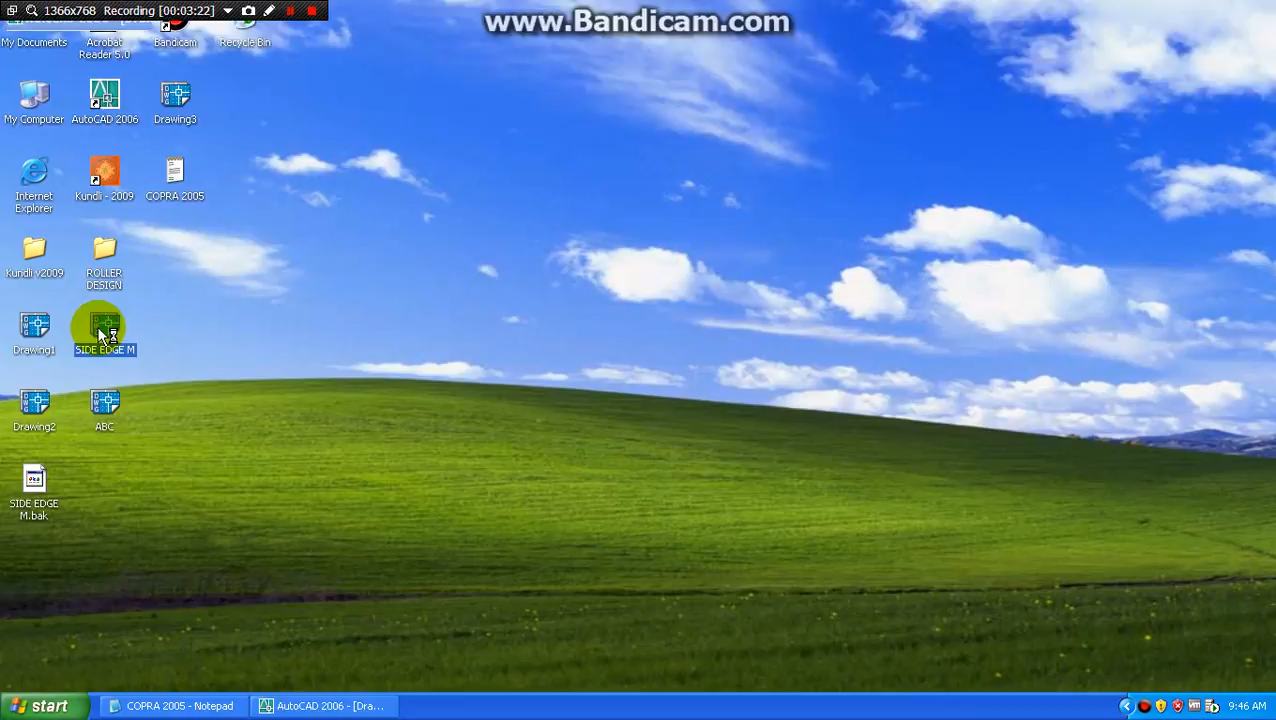 1366x768 Recording [00:03:22]
www.Bandicam.com
My Documents
Acrobat
Reader 5.0
Bandicam
Recycle Bin
My Computer
AutoCAD 2006
Drawing3
Internet
Explorer
Kundli - 2009
COPRA 2005
Kundli v2009
ROLLER
DESIGN
Drawing1
SIDE EDGE M
Drawing2
ABC
SIDE EDGE
M.bak
start
COPRA 2005 - Notepad
AutoCAD 2006 - [Dra...
9:46 AM